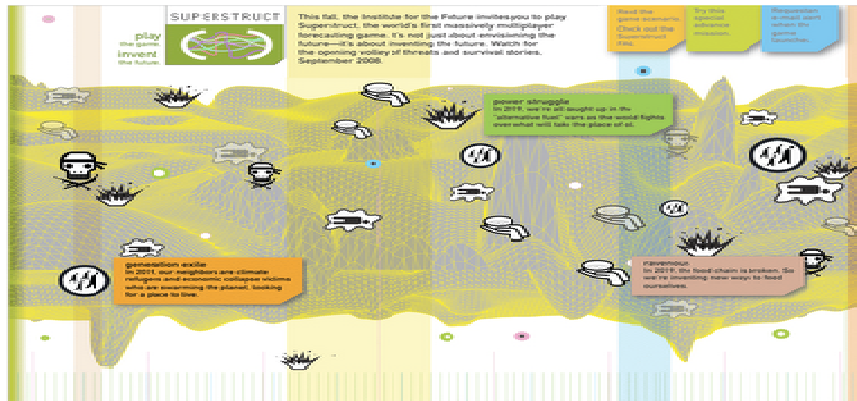 SUPERSTRUCT
play
the game.
invent
the future.
This fall, the Institute for the Future invites you to play
Superstruct, the world's first massively multiplayer
forecasting game. It's not just about envisioning the
future—it's about inventing the future. Watch for
the opening volley of threats and survival stories,
September 2008.
Read the
game scenario.
Check out the
Superstruct
FAQ.
Try this
special
advance
mission.
e-mail alert
when the
game
launches.
power struggle
In 2019, we're all caught up in the
"alternative fuel" wars as the world fights
over what will take the place of oil.
generation exile
In 2019, our neighbors are climate
refugees and economic collapse victims
who are swarming the planet, looking
for a place to live.
ravenous
In 2019, the food chain is broken. So
we're inventing new ways to feed
ourselves.